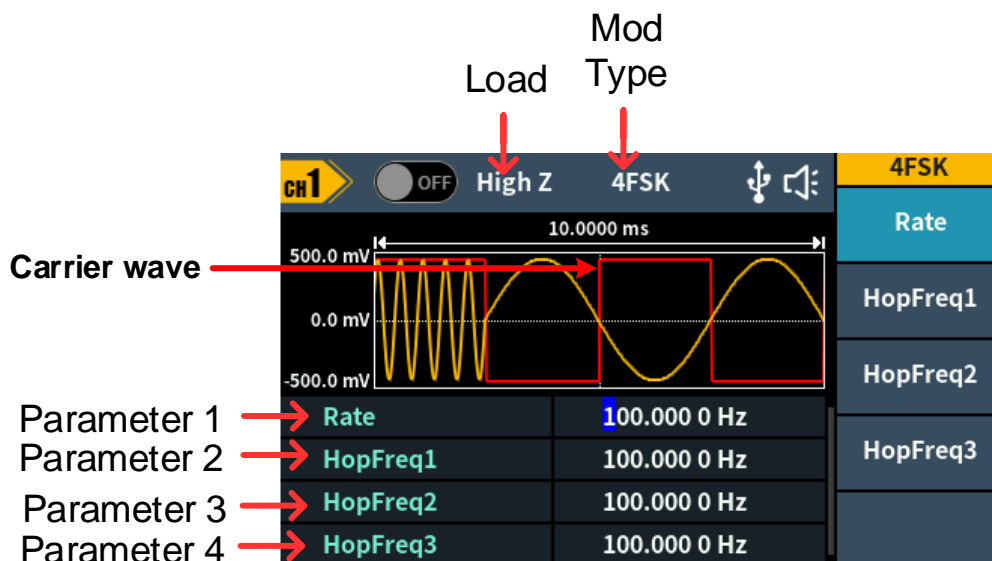 Mod
Type
Load
CH1 OFF High Z 4FSK 4FSK
Rate
10.0000 ms
500.0 mV
Carrier wave
HopFreq1
0.0 mV
HopFreq2
-500.0 mV
Parameter 1 Rate 100.000 0 Hz
Parameter 2 HopFreq1 100.000 0 Hz HopFreq3
Parameter 3 HopFreq2 100.000 0 Hz
Parameter 4 HopFreq3 100.000 0 Hz